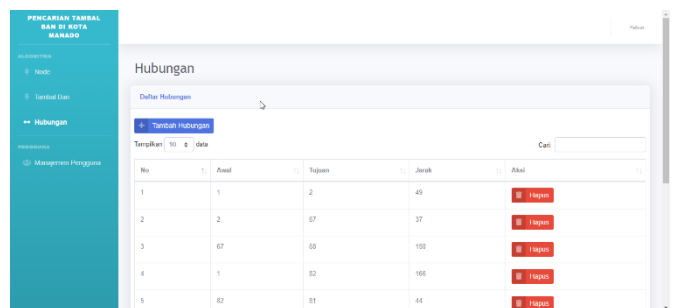 PENCARIAN TAMBAL
BAN DI KOTA
MANADO
ALGORITMA
Node
Tambal Ban
Hubungan
PENGGUNA
Manajemen Pengguna
Hubungan
Daftar Hubungan
+ Tambah Hubungan
Tampilkan 10 data
Cari:
No Awal Tujuan Jarak Aksi
1 1 2 49 Hapus
2 2 67 37 Hapus
3 67 68 Hapus
4 1 82 166 Hapus
5 82 81 44 Hapus